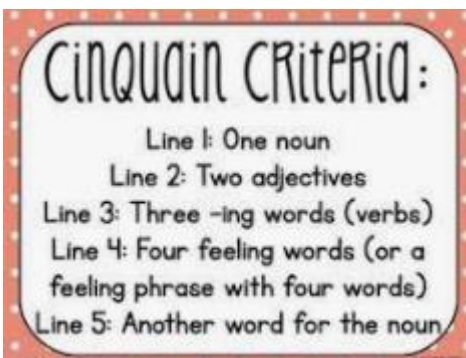 Cinquain Criteria:
Line 1: One noun
Line 2: Two adjectives
Line 3: Three -ing words (verbs)
Line 4: Four feeling words (or a
feeling phrase with four words)
Line 5: Another word for the noun